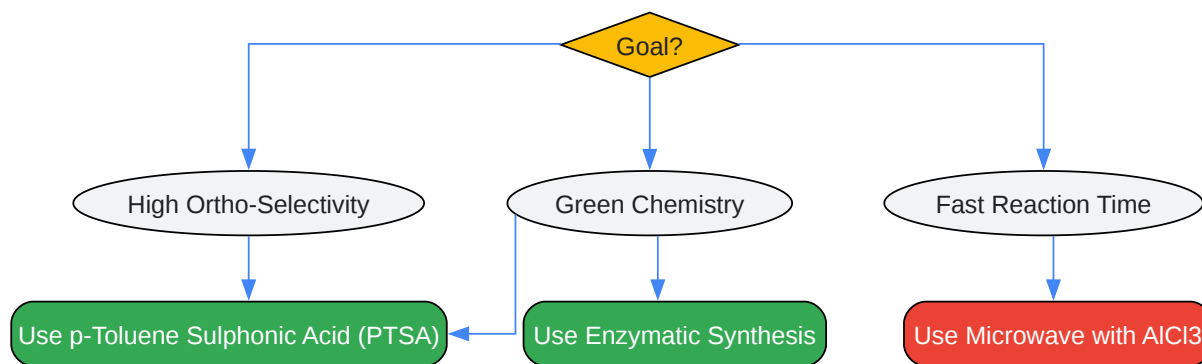 Goal?
High Ortho-Selectivity
Green Chemistry
Fast Reaction Time
Use p-Toluene Sulphonic Acid (PTSA)
Use Enzymatic Synthesis
Use Microwave with AlCl3